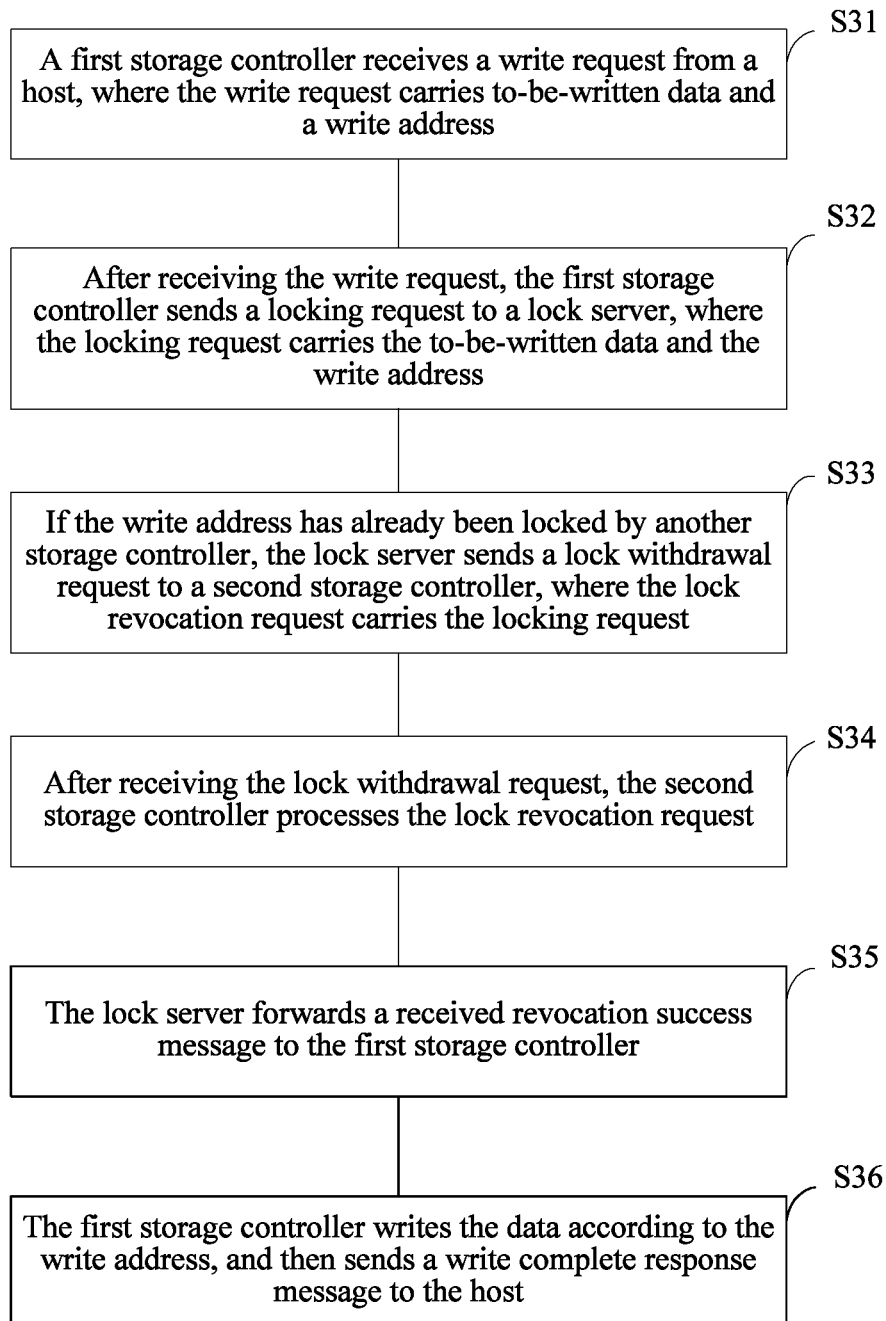 S31
A first storage controller receives a write request from a
host, where the write request carries to-be-written data and
a write address
S32
After receiving the write request, the first storage
controller sends a locking request to a lock server, where
the locking request carries the to-be-written data and the
write address
S33
If the write address has already been locked by another
storage controller, the lock server sends a lock withdrawal
request to a second storage controller, where the lock
revocation request carries the locking request
S34
After receiving the lock withdrawal request, the second
storage controller processes the lock revocation request
S35
The lock server forwards a received revocation success
message to the first storage controller
S36
The first storage controller writes the data according to the
write address, and then sends a write complete response
message to the host